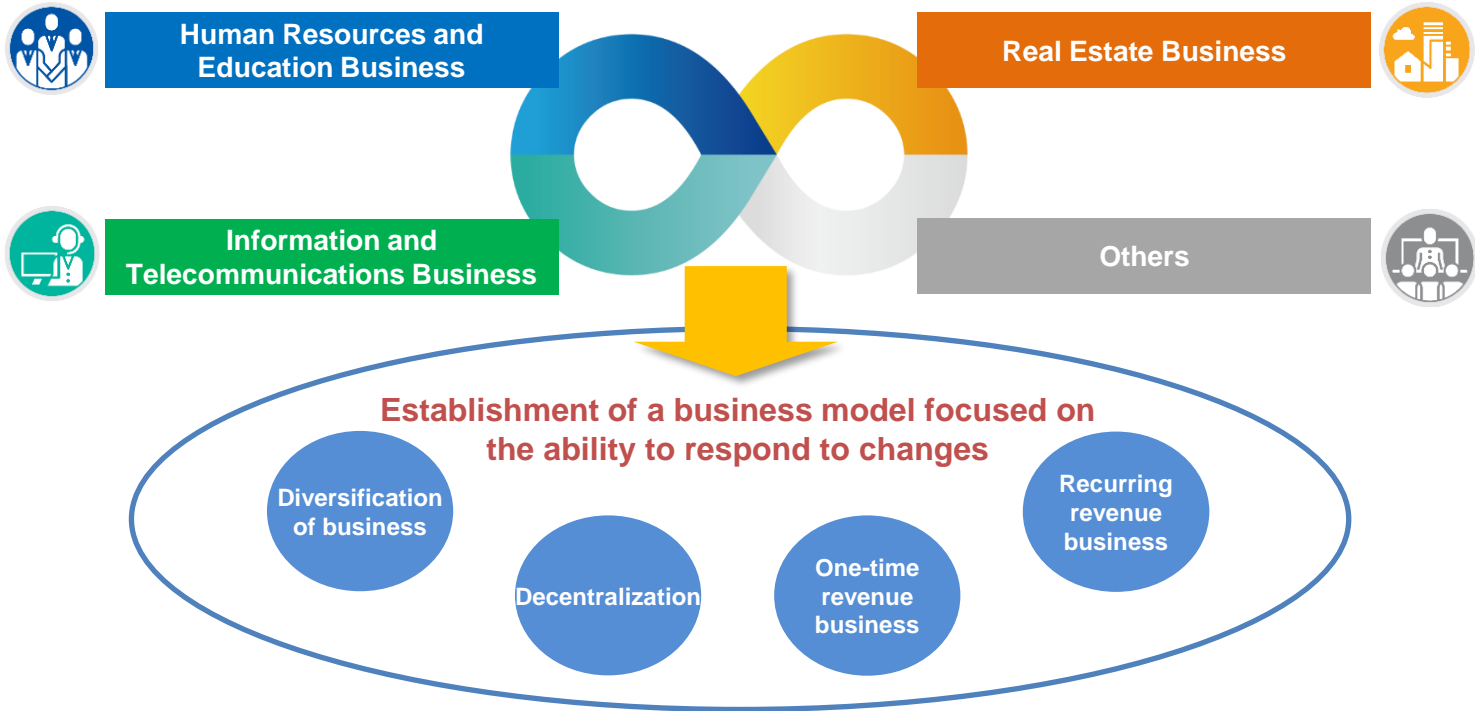 Human Resources and
Education Business
Real Estate Business
Information and
Telecommunications Business
Others
Establishment of a business model focused on
the ability to respond to changes
Diversification
of business
Decentralization
One-time
revenue
business
Recurring
revenue
business